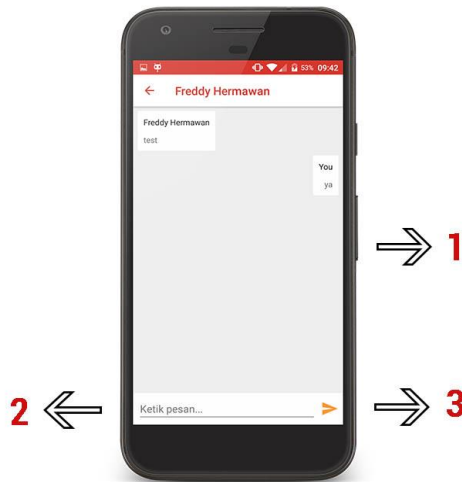 53% 09:42
Freddy Hermawan
Freddy Hermawan
test
You
ya
1
2
Ketik pesan...
3